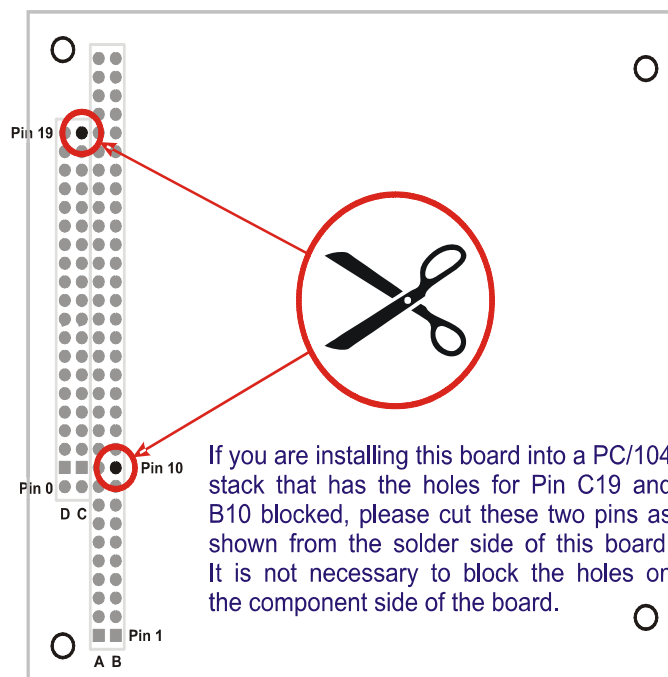 Pin 19
Pin 10
Pin 0
D C
Pin 1
A B
If you are installing this board into a PC/104
stack that has the holes for Pin C19 and
B10 blocked, please cut these two pins as
shown from the solder side of this board
It is not necessary to block the holes on
the component side of the board.